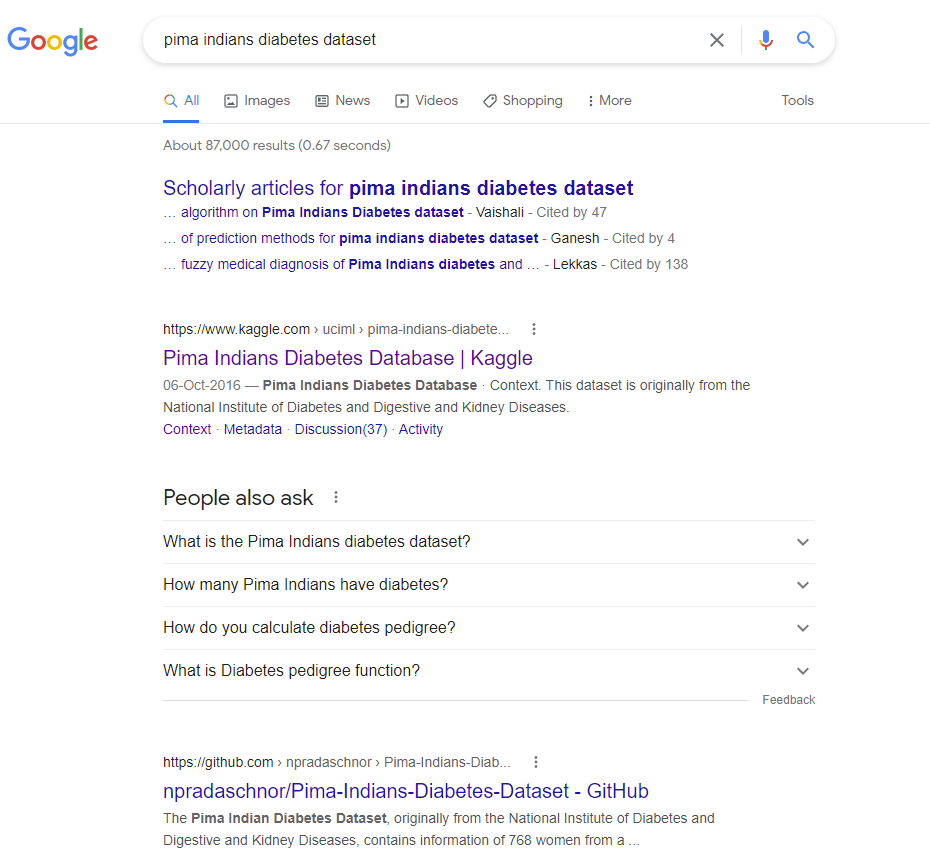 Google
pima indians diabetes dataset
All Images News Videos Shopping More Tools
About 87,000 results (0.67 seconds)
Scholarly articles for pima indians diabetes dataset
… algorithm on Pima Indians Diabetes dataset - Vaishali - Cited by 47
… of prediction methods for pima indians diabetes dataset - Ganesh - Cited by 4
… fuzzy medical diagnosis of Pima Indians diabetes and … - Lekkas - Cited by 138
https://www.kaggle.com › uciml › pima-indians-diabete...
Pima Indians Diabetes Database | Kaggle
06-Oct-2016 — Pima Indians Diabetes Database · Context. This dataset is originally from the
National Institute of Diabetes and Digestive and Kidney Diseases.
Context · Metadata · Discussion(37) · Activity
People also ask
What is the Pima Indians diabetes dataset?
How many Pima Indians have diabetes?
How do you calculate diabetes pedigree?
What is Diabetes pedigree function?
Feedback
https://github.com › npradaschnor › Pima-Indians-Diab...
npradaschnor/Pima-Indians-Diabetes-Dataset - GitHub
The Pima Indian Diabetes Dataset, originally from the National Institute of Diabetes and
Digestive and Kidney Diseases, contains information of 768 women from a ...